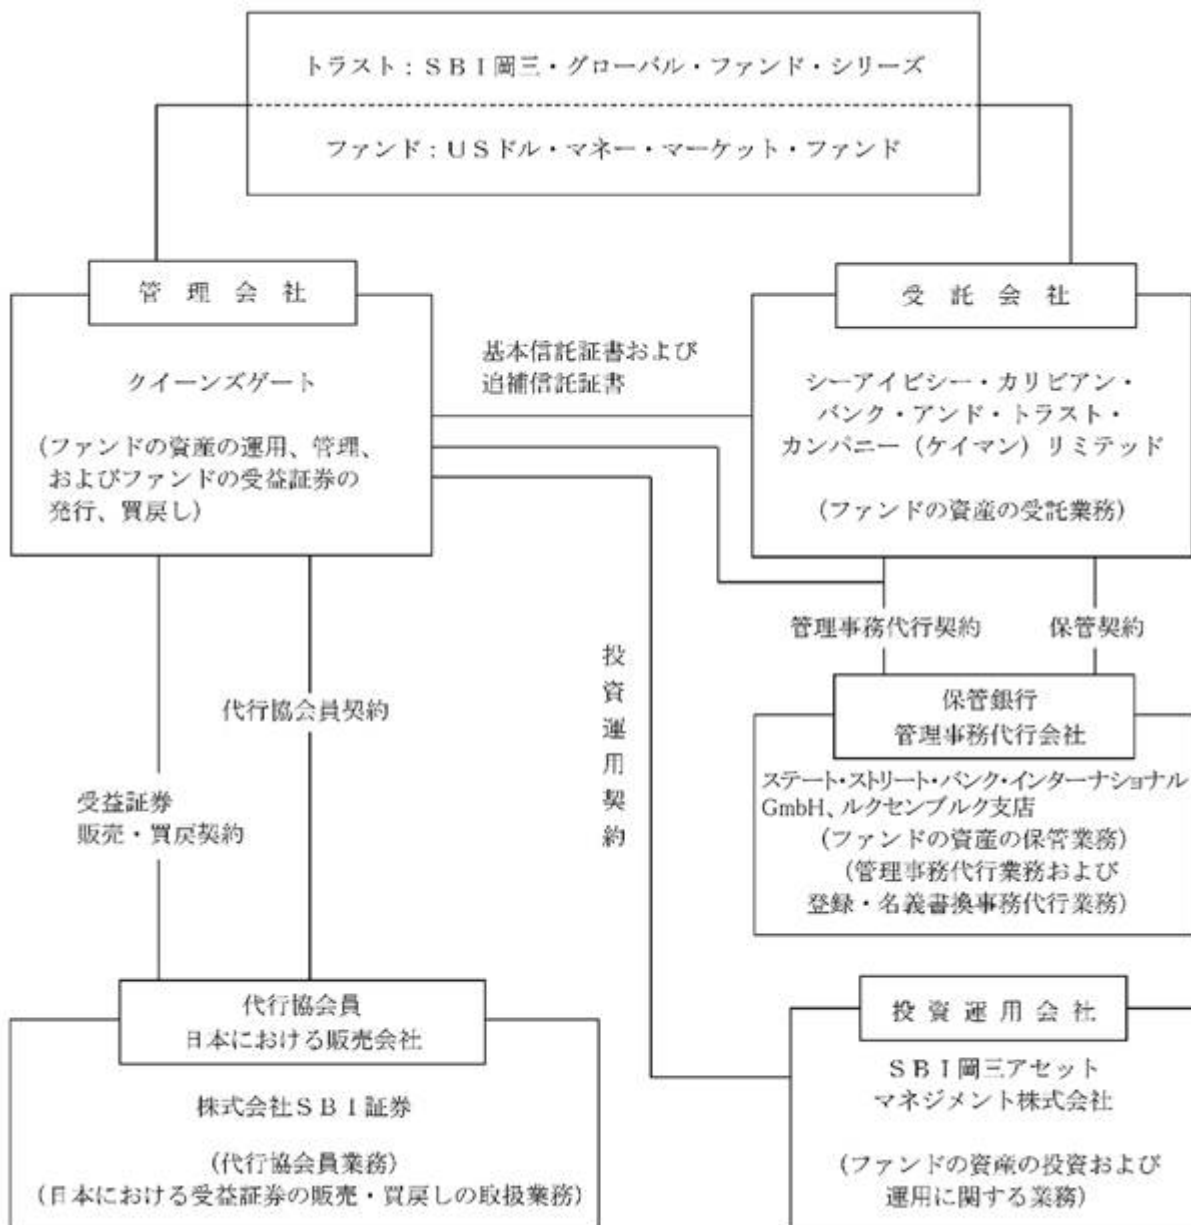 トラスト：ＳＢＩ岡三・グローバル・ファンド・シリーズ
ファンド：ＵＳドル・マネー・マーケット・ファンド
管理会社
クイーンズゲート
（ファンドの資産の運用、管理、
およびファンドの受益証券の
発行、買戻し）
基本信託証書および
追補信託証書
受託会社
シーアイビシー・カリビアン・
バンク・アンド・トラスト・
カンパニー（ケイマン）リミテッド
（ファンドの資産の受託業務）
管理事務代行契約
保管契約
代行協会員契約
受益証券
販売・買戻契約
投資運用契約
保管銀行
管理事務代行会社
ステート・ストリート・バンク・インターナショナル
GmbH、ルクセンブルク支店
（ファンドの資産の保管業務）
（管理事務代行業務および
登録・名義書換事務代行業務）
代行協会員
日本における販売会社
株式会社ＳＢＩ証券
（代行協会員業務）
（日本における受益証券の販売・買戻しの取扱業務）
投資運用会社
ＳＢＩ岡三アセット
マネジメント株式会社
（ファンドの資産の投資および
運用に関する業務）